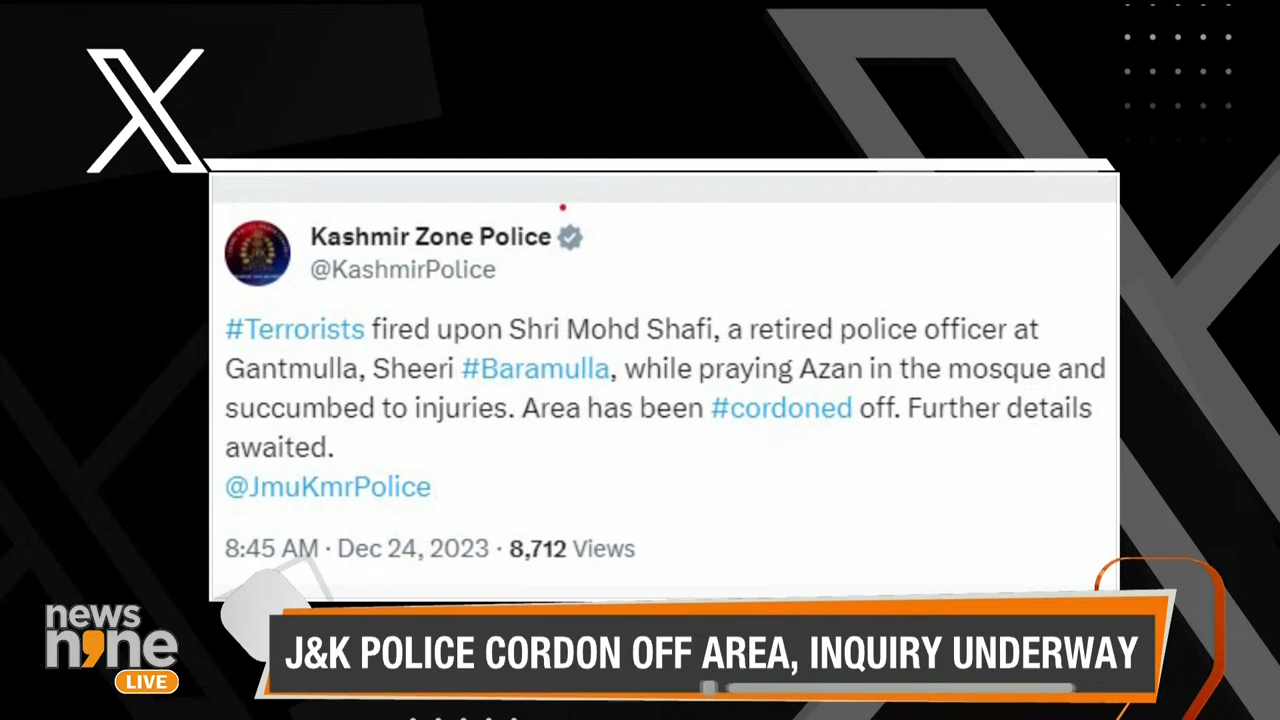 Kashmir Zone Police
@KashmirPolice
#Terrorists fired upon Shri Mohd Shafi, a retired police officer at
Gantmulla, Sheeri #Baramulla, while praying Azan in the mosque and
succumbed to injuries. Area has been #cordoned off. Further details
awaited.
@JmuKmrPolice
8:45 AM · Dec 24, 2023 · 8,712 Views
J&K POLICE CORDON OFF AREA, INQUIRY UNDERWAY
news
n9ne
LIVE